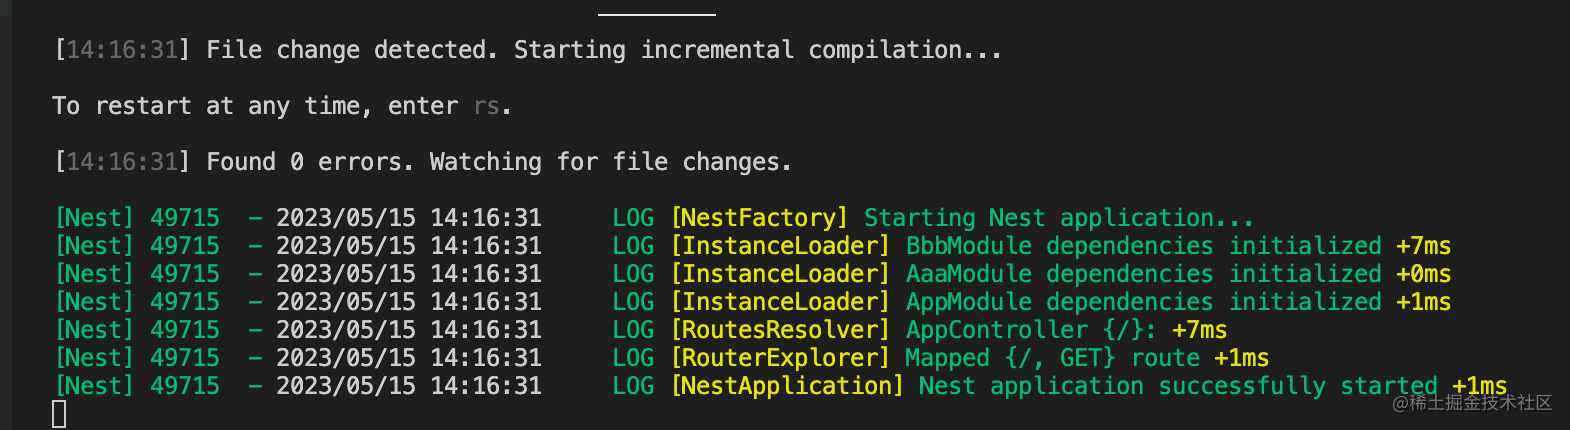 [14:16:31] File change detected. Starting incremental compilation...
To restart at any time, enter rs.
[14:16:31] Found 0 errors. Watching for file changes.
[Nest] 49715  - 2023/05/15 14:16:31     LOG [NestFactory] Starting Nest application...
[Nest] 49715  - 2023/05/15 14:16:31     LOG [InstanceLoader] BbbModule dependencies initialized +7ms
[Nest] 49715  - 2023/05/15 14:16:31     LOG [InstanceLoader] AaaModule dependencies initialized +0ms
[Nest] 49715  - 2023/05/15 14:16:31     LOG [InstanceLoader] AppModule dependencies initialized +1ms
[Nest] 49715  - 2023/05/15 14:16:31     LOG [RoutesResolver] AppController {/}: +7ms
[Nest] 49715  - 2023/05/15 14:16:31     LOG [RouterExplorer] Mapped {/, GET} route +1ms
[Nest] 49715  - 2023/05/15 14:16:31     LOG [NestApplication] Nest application successfully started +1ms
@稀土掘金技术社区